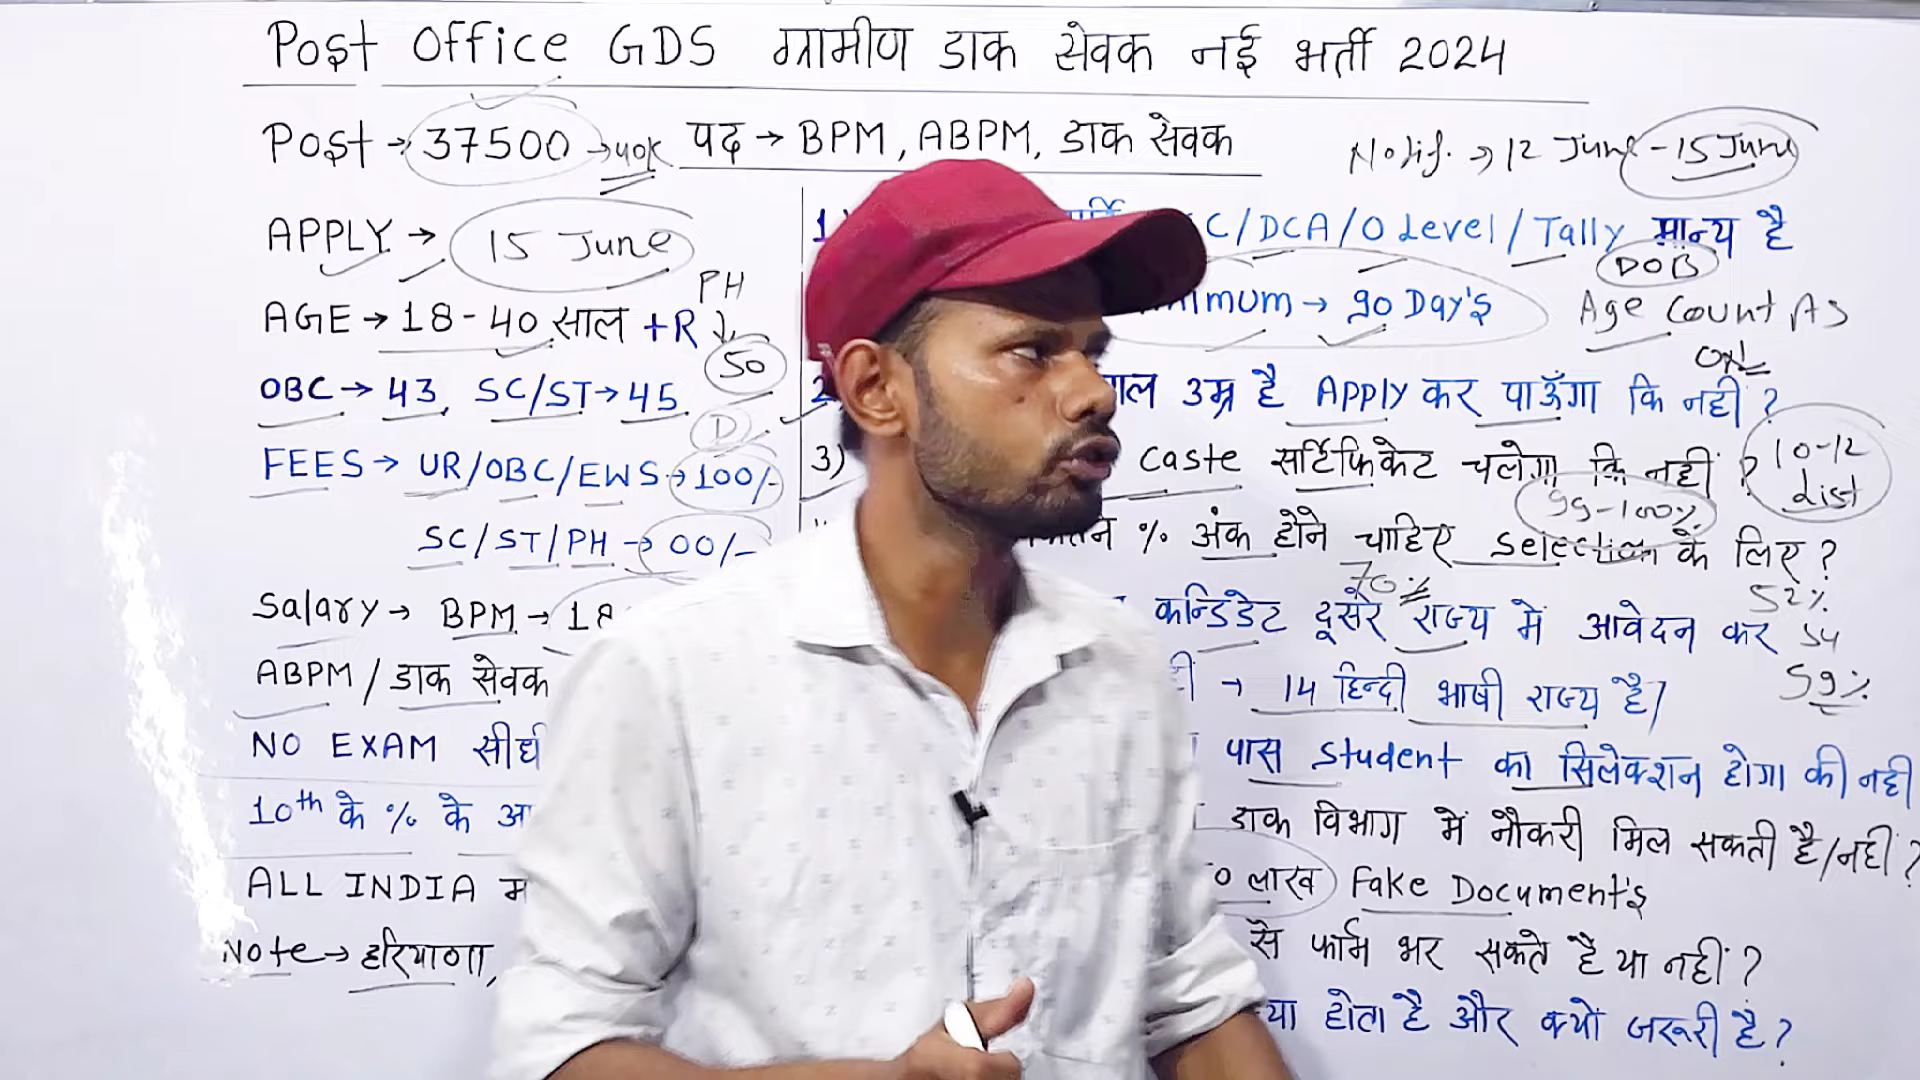 Post Office GDS ग्रामीण डाक सेवक नई भर्ती 2024
Post → 37500 → 40K पद → BPM, ABPM, डाक सेवक
Notif. → 12 June - 15 June
APPLY → 15 June
AGE → 18 - 40 साल + R
PH
↓
50
OBC → 43, SC/ST → 45
D
FEES → UR/OBC/EWS → 100/-
SC/ST/PH → 00/-
Salary → BPM → 18
ABPM / डाक सेवक
NO EXAM
10th के % के
ALL INDIA
Note → हरियाणा,
C/DCA/O Level/Tally मान्य है
DOB
→ 90 Day's
Age Count As
on
उम्र है Apply कर पाऊँगा कि नहीं ?
3) Caste सर्टिफिकेट चलेगा कि नहीं ?
10-12
dist
99-100%
% अंक होने चाहिए Selection के लिए ?
70%
52%
कन्डिडेट दूसरे राज्य में आवेदन कर
54
→ 14 हिन्दी भाषी राज्य है/
59%
पास Student का सिलेक्शन होगा की नही
डाक विभाग में नौकरी मिल सकती है/नहीं ?
लाख Fake Document's
से फॉर्म भर सकते है या नहीं ?
होता है और क्यों जरूरी है ?